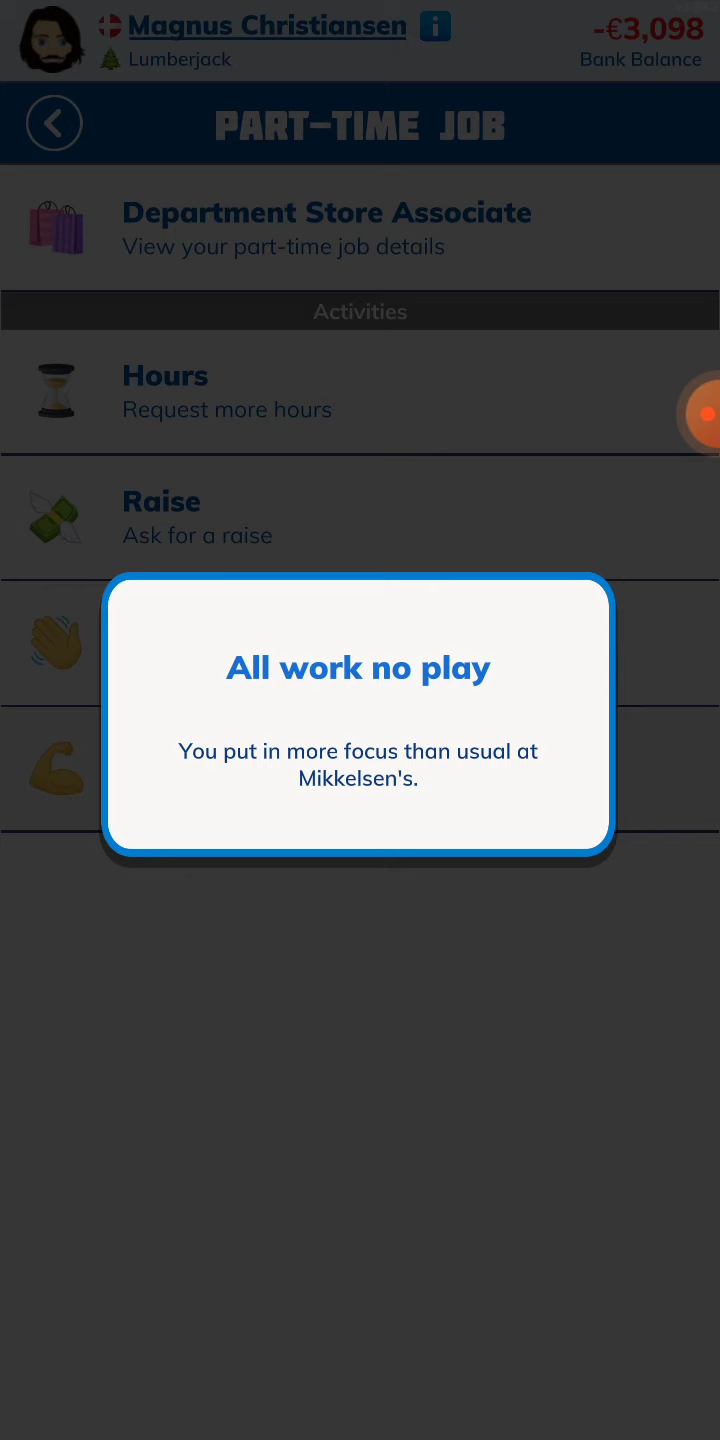 Magnus Christiansen
-€3,098
Lumberjack
Bank Balance
PART-TIME JOB
Department Store Associate
View your part-time job details
Activities
Hours
Request more hours
Raise
Ask for a raise
All work no play
You put in more focus than usual at
Mikkelsen's.